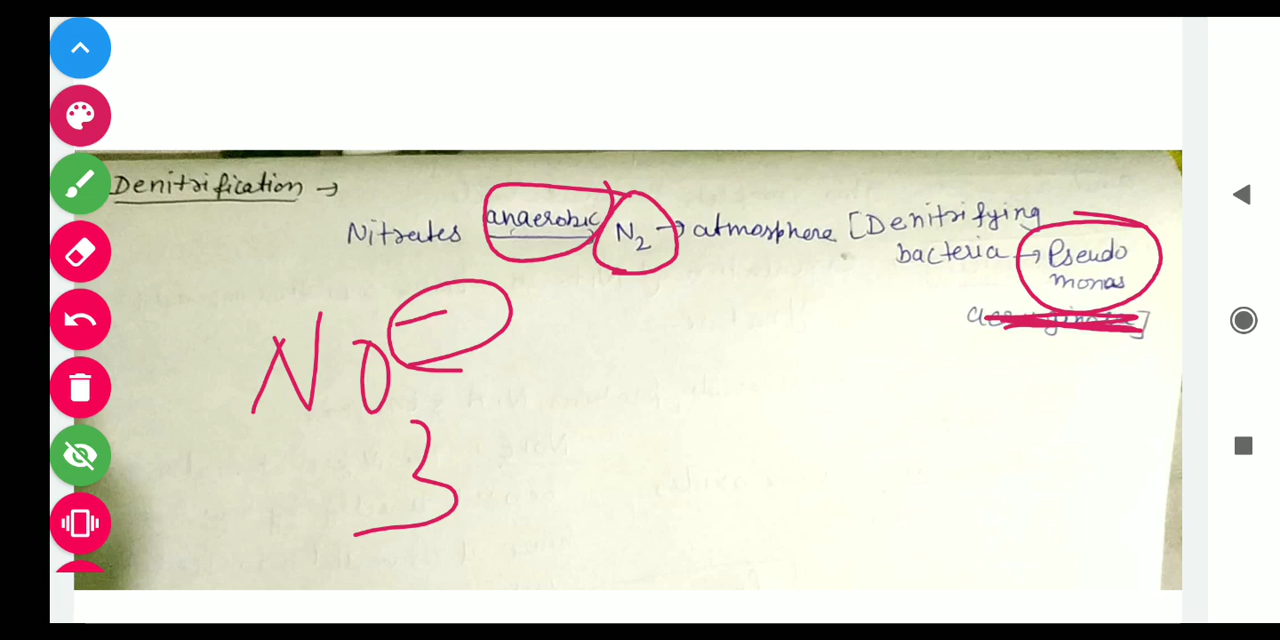 Denitrification →
Nitrates anaerobic N2 → atmosphere [Denitrifying
bacteria → Pseudo
monas
]
NO3−